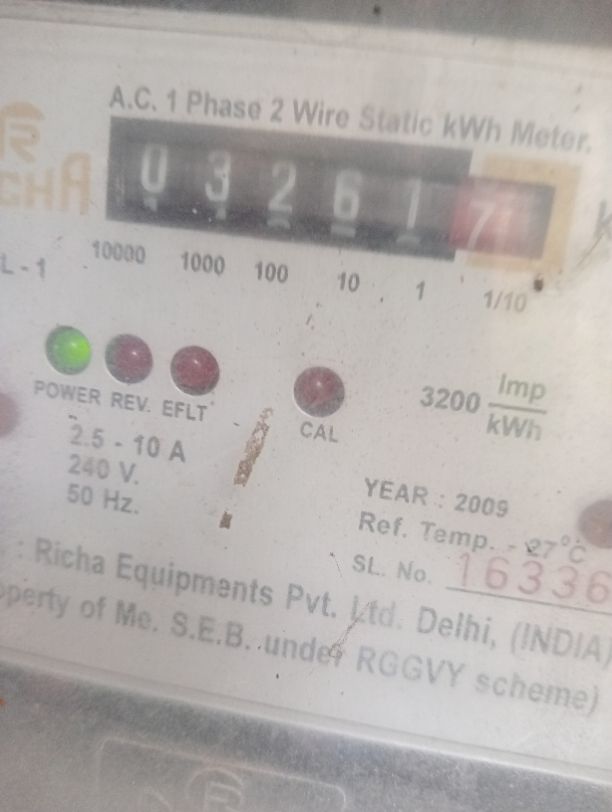 A.C. 1 Phase 2 Wire Static kWh Meter.
0 3 2 6 1 7
10000 1000 100 10 1 1/10
L-1
POWER REV. EFLT CAL
3200 Imp/kWh
2.5 - 10 A
240 V.
50 Hz.
YEAR : 2009
Ref. Temp. - 27°C
SL. No. 16336
: Richa Equipments Pvt. Ltd. Delhi, (INDIA)
perty of Me. S.E.B. under RGGVY scheme)